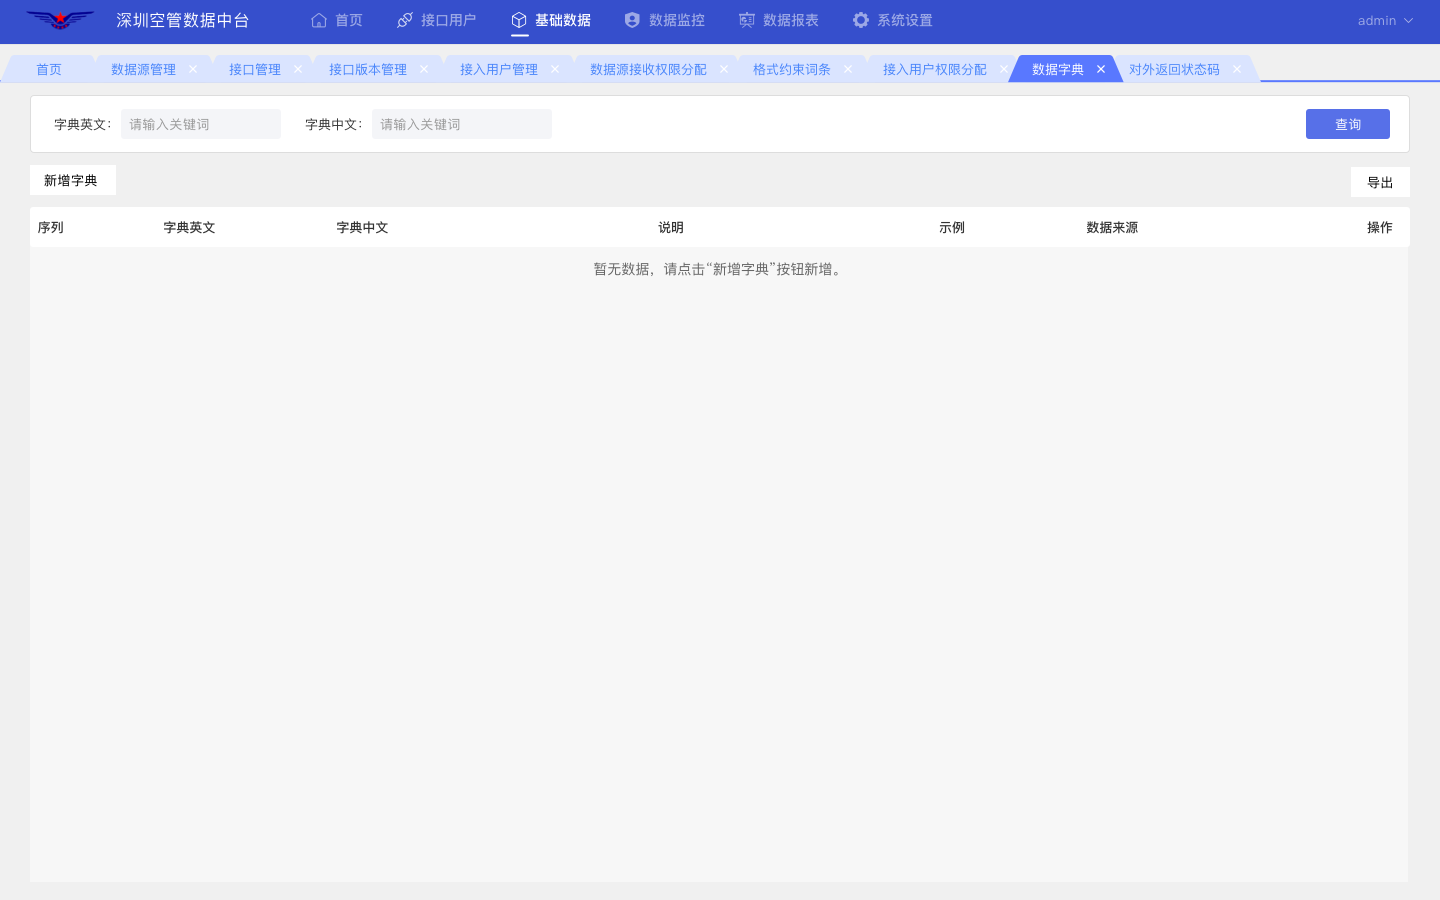 深圳空管数据中台 首页 接口用户 基础数据 数据监控 数据报表 系统设置 admin
首页 数据源管理 接口管理 接口版本管理 接入用户管理 数据源接收权限分配 格式约束词条 接入用户权限分配 数据字典 对外返回状态码
字典英文: 请输入关键词 字典中文: 请输入关键词 查询
新增字典 导出
序列 字典英文 字典中文 说明 示例 数据来源 操作
暂无数据，请点击“新增字典”按钮新增。